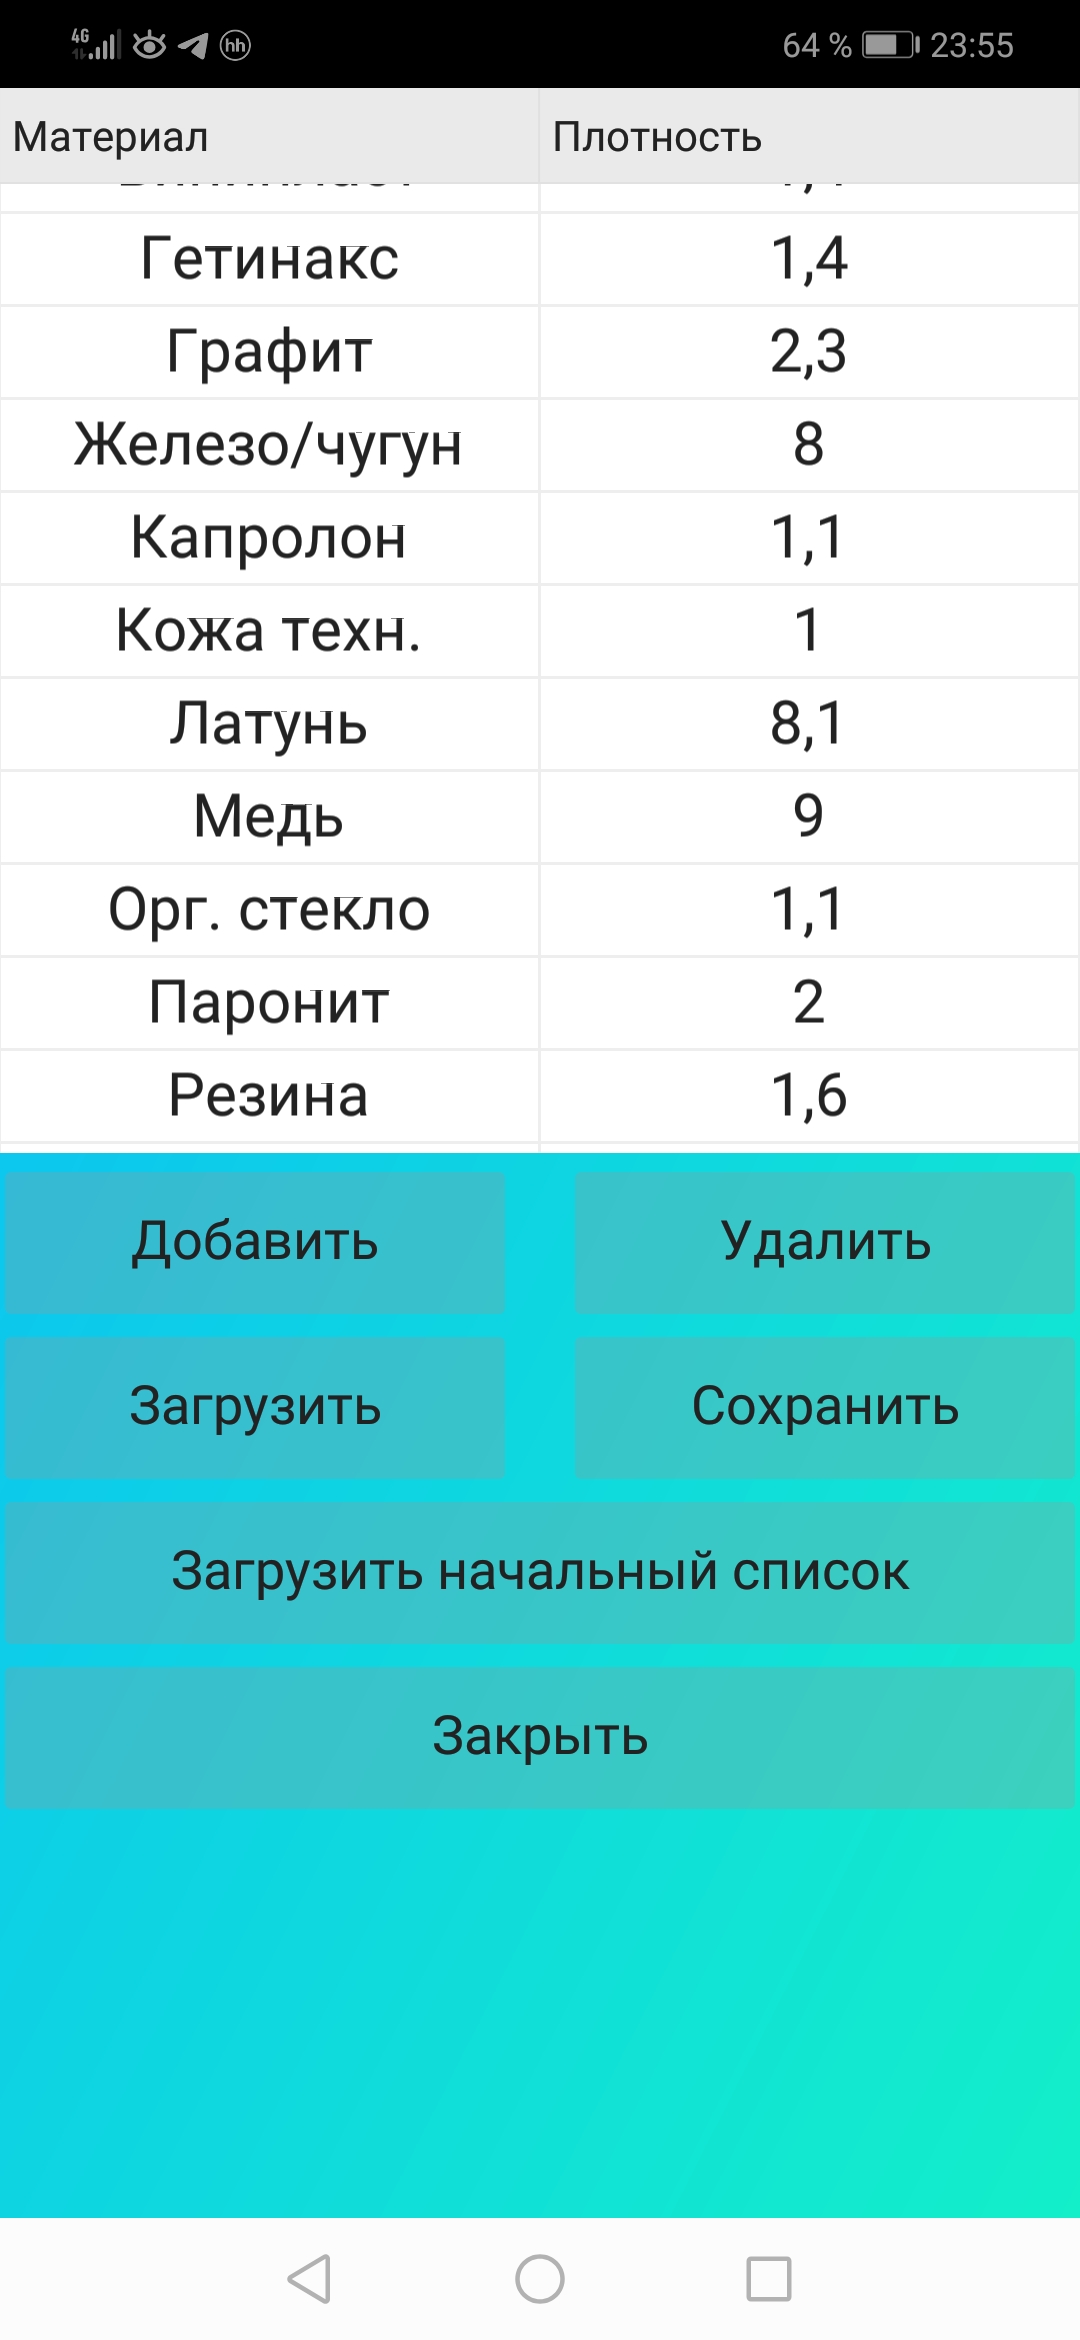 4G 64 % 23:55
Материал Плотность
Гетинакс 1,4
Графит 2,3
Железо/чугун 8
Капролон 1,1
Кожа техн. 1
Латунь 8,1
Медь 9
Орг. стекло 1,1
Паронит 2
Резина 1,6
Добавить Удалить
Загрузить Сохранить
Загрузить начальный список
Закрыть